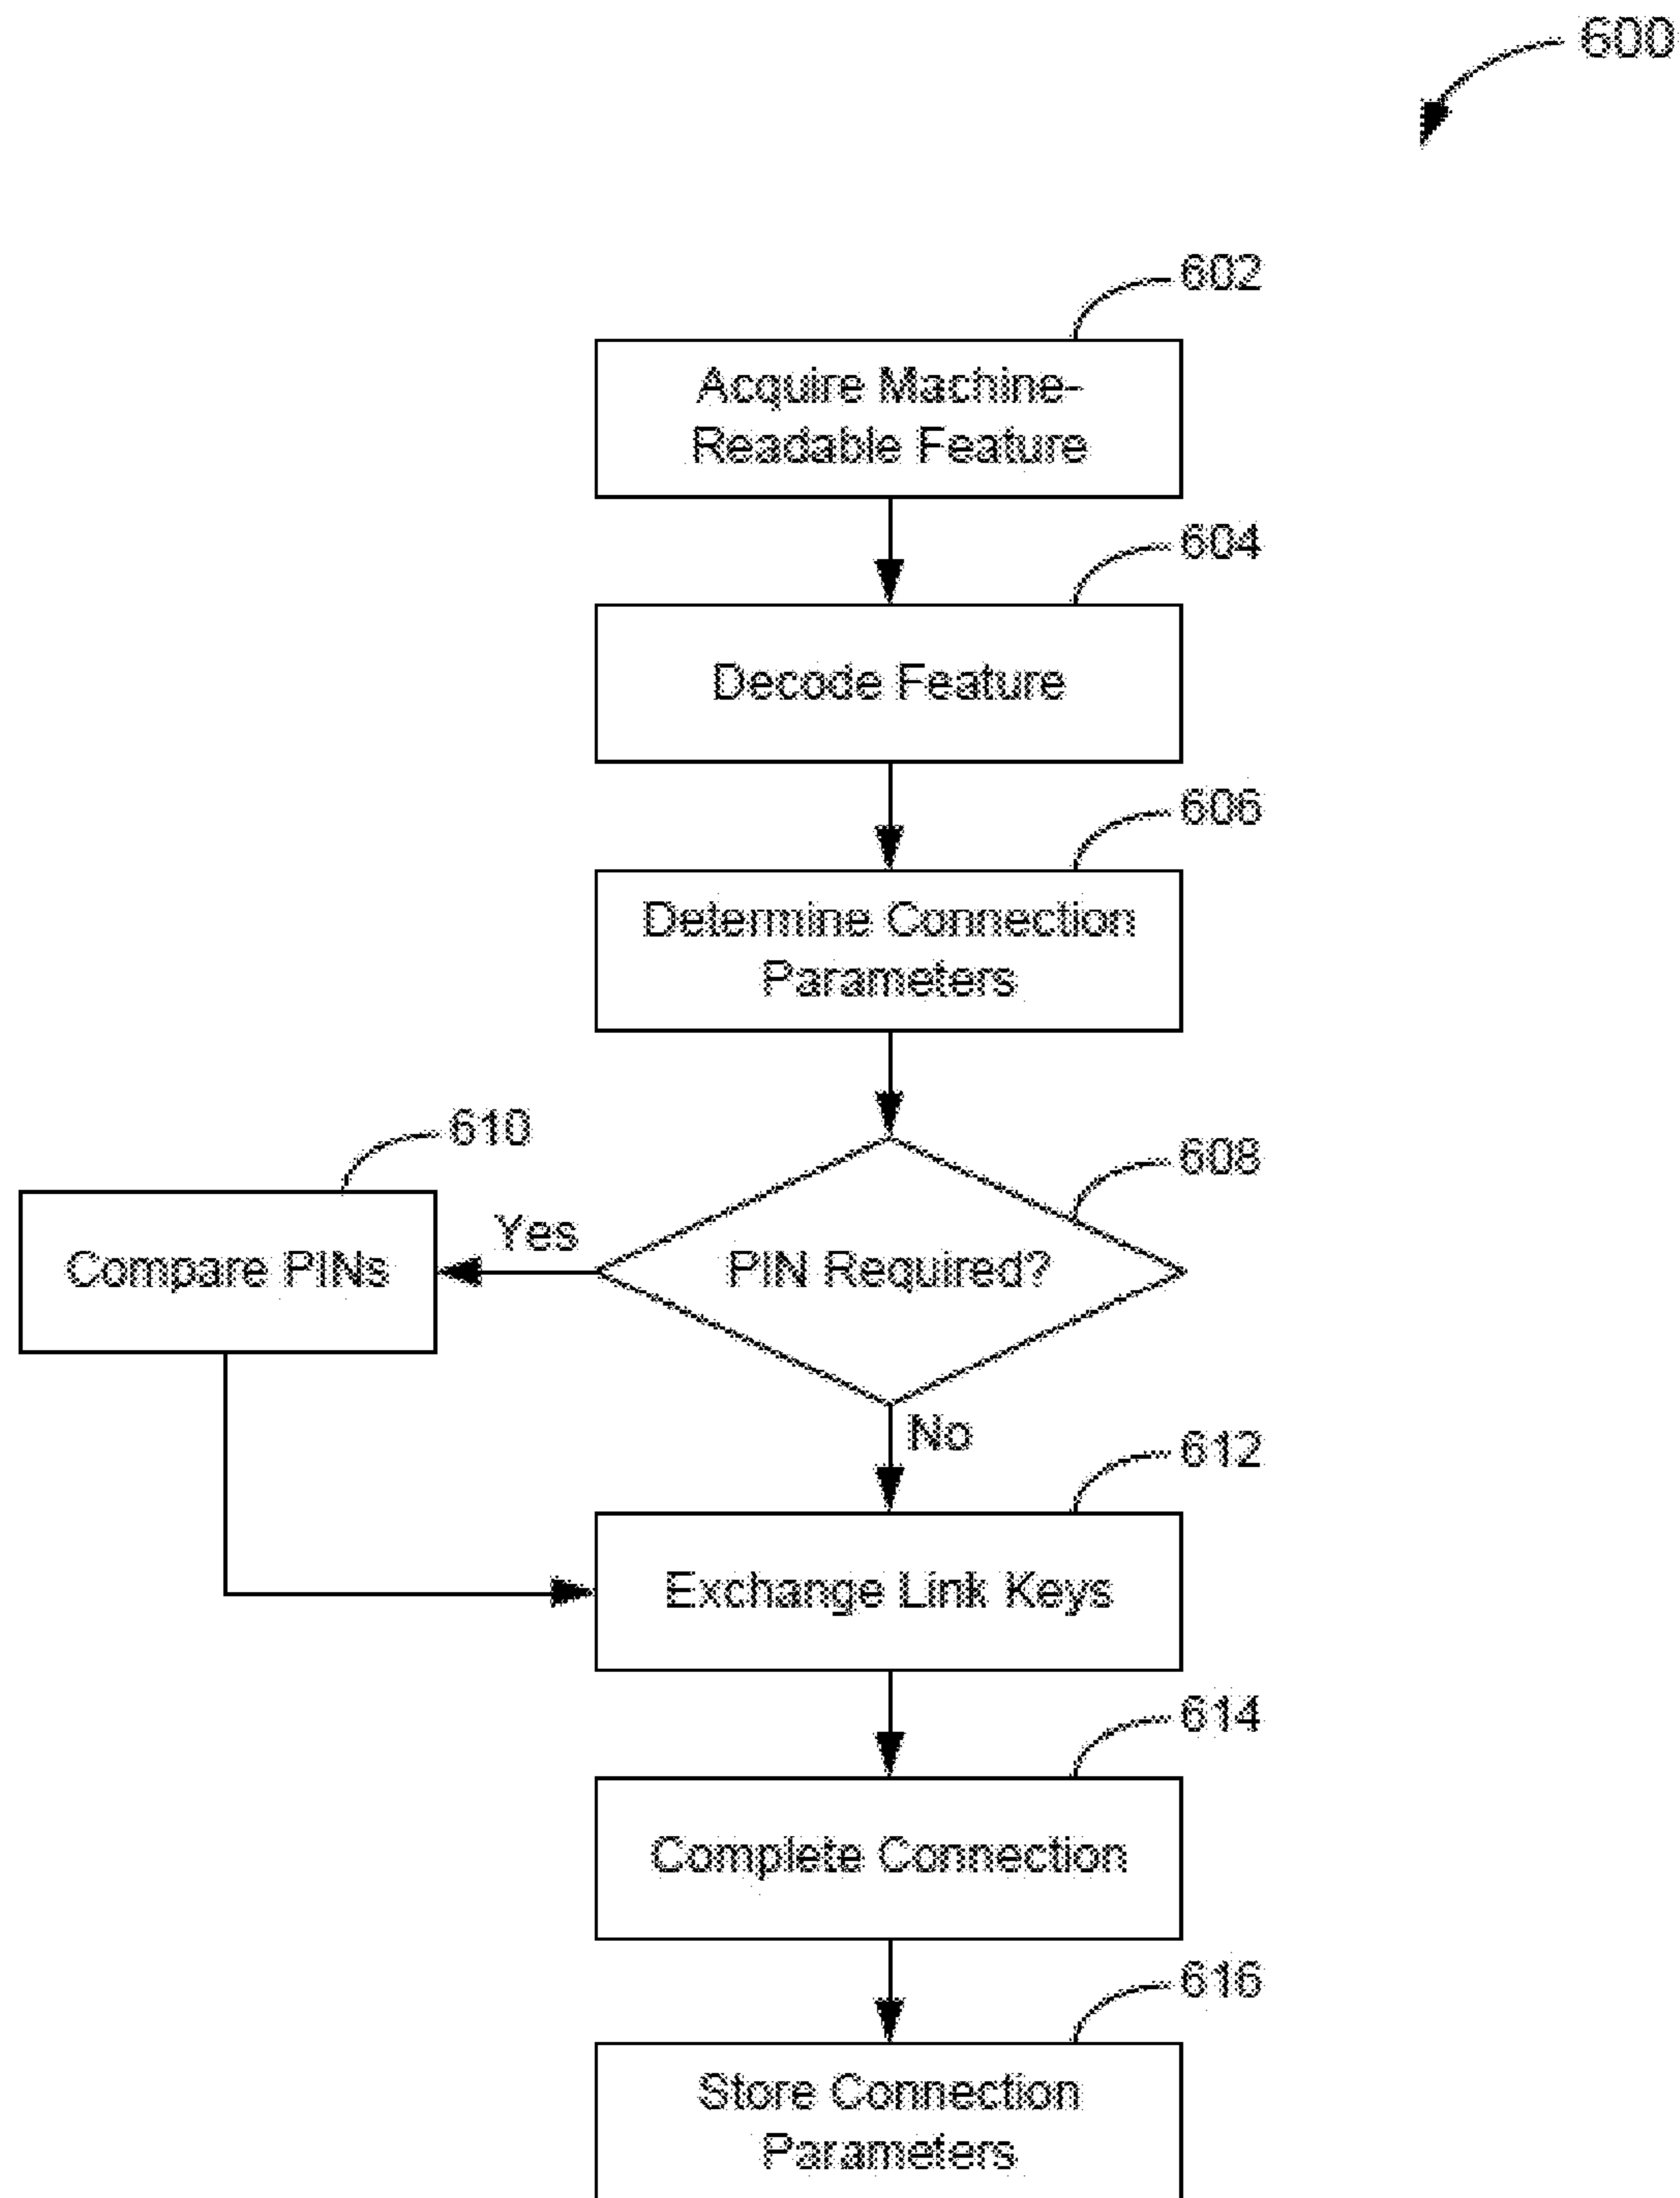 600
602
Acquire Machine-
Readable Feature
604
Decode Feature
606
Determine Connection
Parameters
610
608
Compare PINs
Yes
PIN Required?
No
612
Exchange Link Keys
614
Complete Connection
616
Store Connection
Parameters